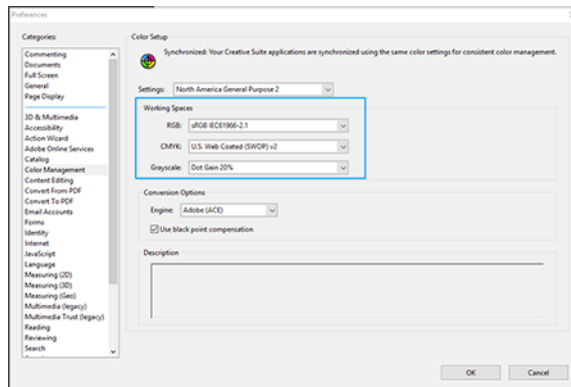 Preferences
Categories:
Commenting
Documents
Full Screen
General
Page Display
3D & Multimedia
Accessibility
Action Wizard
Adobe Online Services
Catalog
Color Management
Content Editing
Convert From PDF
Convert To PDF
Email Accounts
Forms
Identity
Internet
JavaScript
Language
Measuring (2D)
Measuring (3D)
Measuring (Geo)
Multimedia (legacy)
Multimedia Trust (legacy)
Reading
Reviewing
Search
Color Setup
Synchronized: Your Creative Suite applications are synchronized using the same color settings for consistent color management.
Settings: North America General Purpose 2
Working Spaces
RGB: sRGB IEC61966-2.1
CMYK: U.S. Web Coated (SWOP) v2
Grayscale: Dot Gain 20%
Conversion Options
Engine: Adobe (ACE)
Use black point compensation
Description
OK Cancel